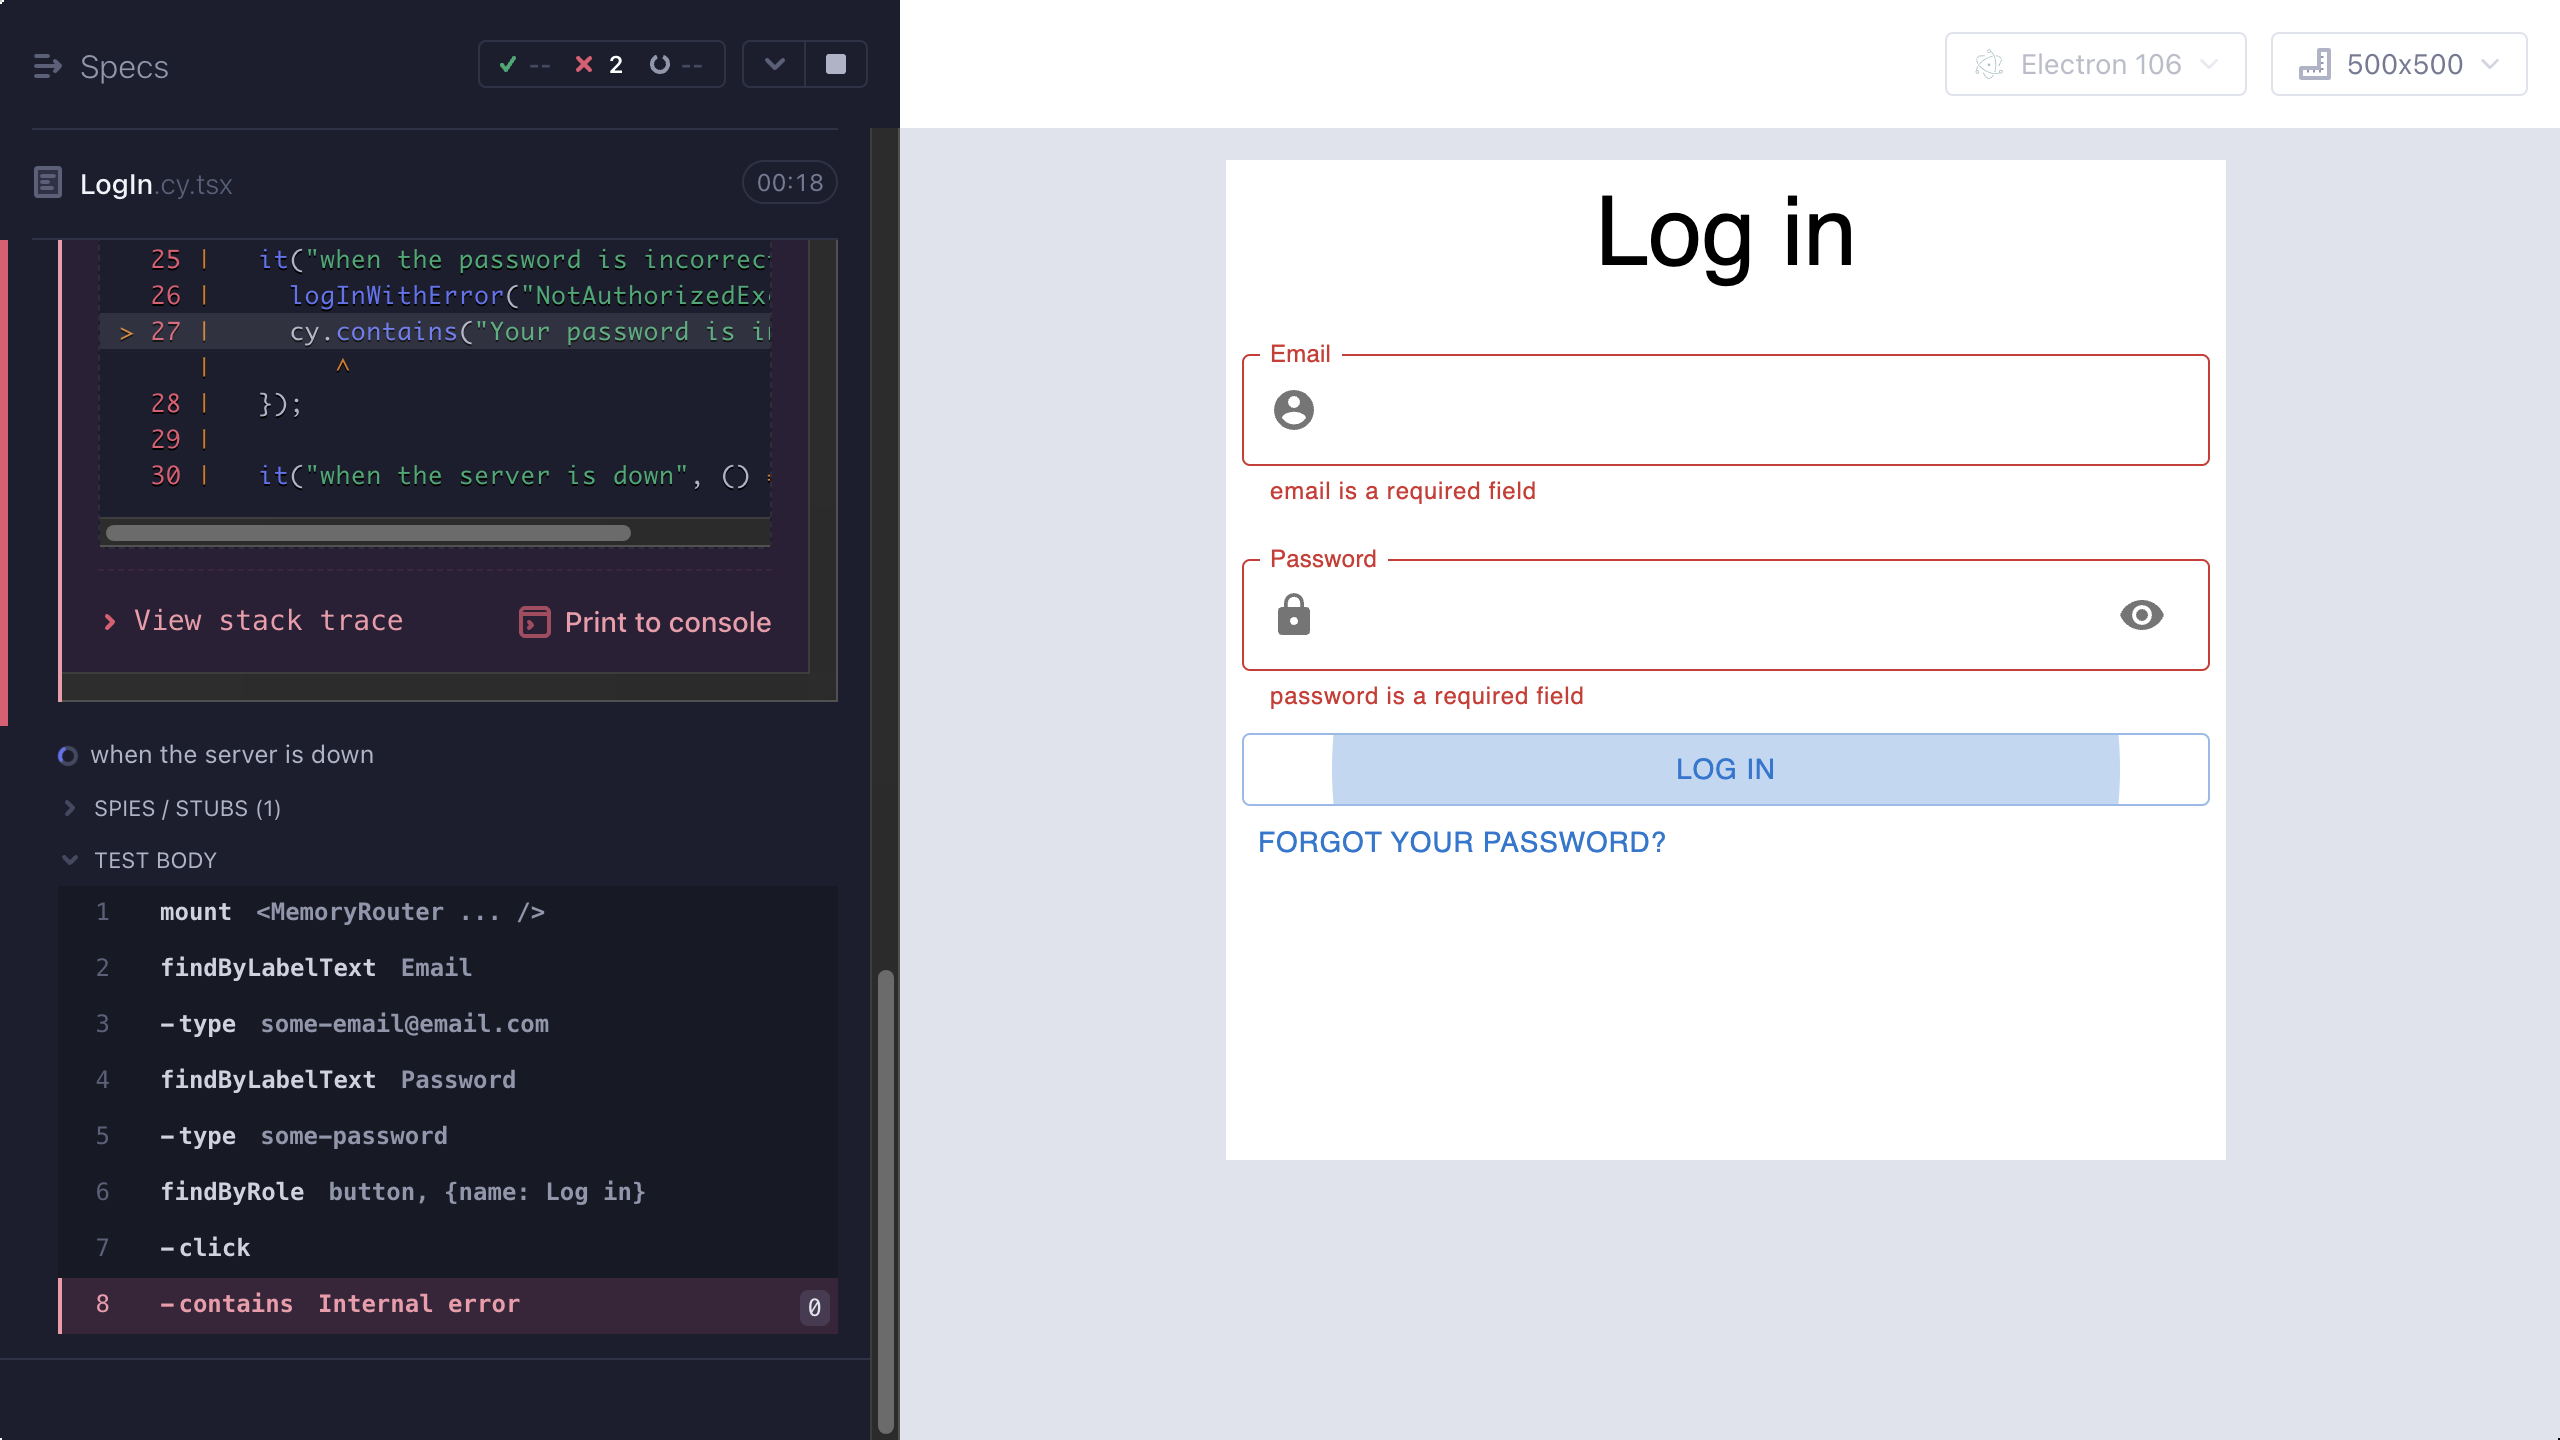 Specs
-- 2 --
Electron 106
500x500
LogIn.cy.tsx 00:18
25 | it("when the password is incorrec
26 | logInWithError("NotAuthorizedEx
> 27 | cy.contains("Your password is i
| ^
28 | });
29 |
30 | it("when the server is down", ()
View stack trace
Print to console
when the server is down
SPIES / STUBS (1)
TEST BODY
1 mount <MemoryRouter ... />
2 findByLabelText Email
3 -type some-email@email.com
4 findByLabelText Password
5 -type some-password
6 findByRole button, {name: Log in}
7 -click
8 -contains Internal error 0
Log in
Email
email is a required field
Password
password is a required field
LOG IN
FORGOT YOUR PASSWORD?